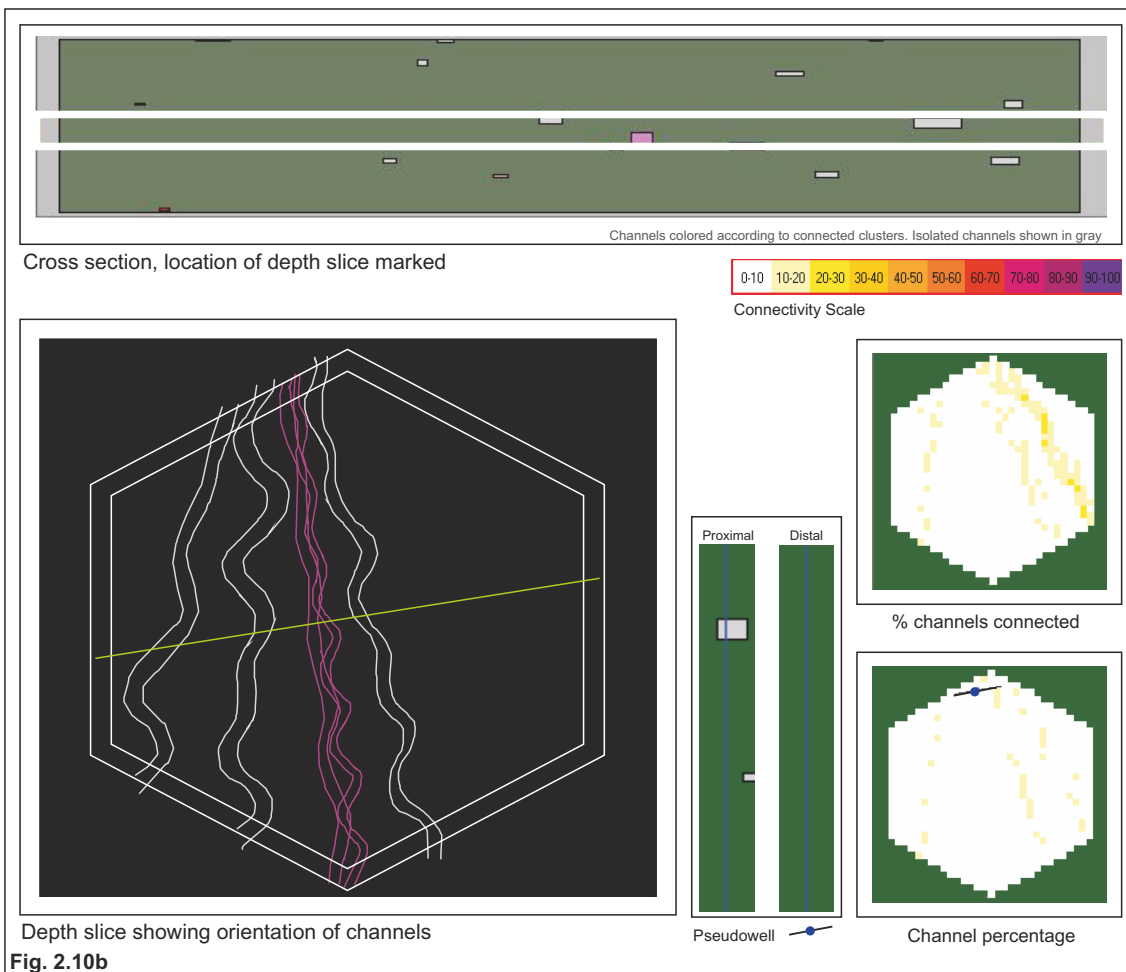 Channels colored according to connected clusters. Isolated channels shown in gray
Cross section, location of depth slice marked
0-10 10-20 20-30 30-40 40-50 50-60 60-70 70-80 80-90 90-100
Connectivity Scale
Proximal Distal
% channels connected
Pseudowell
Channel percentage
Depth slice showing orientation of channels
Fig. 2.10b